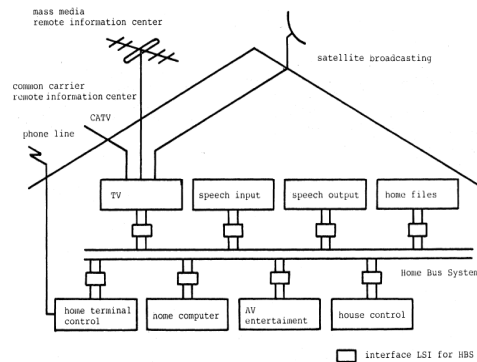 mass media
remote information center
satellite broadcasting
common carrier
remote information center
CATV
phone line
TV
speech input
speech output
home files
Home Bus System
home terminal
control
home computer
AV
entertaiment
house control
interface LSI for HBS